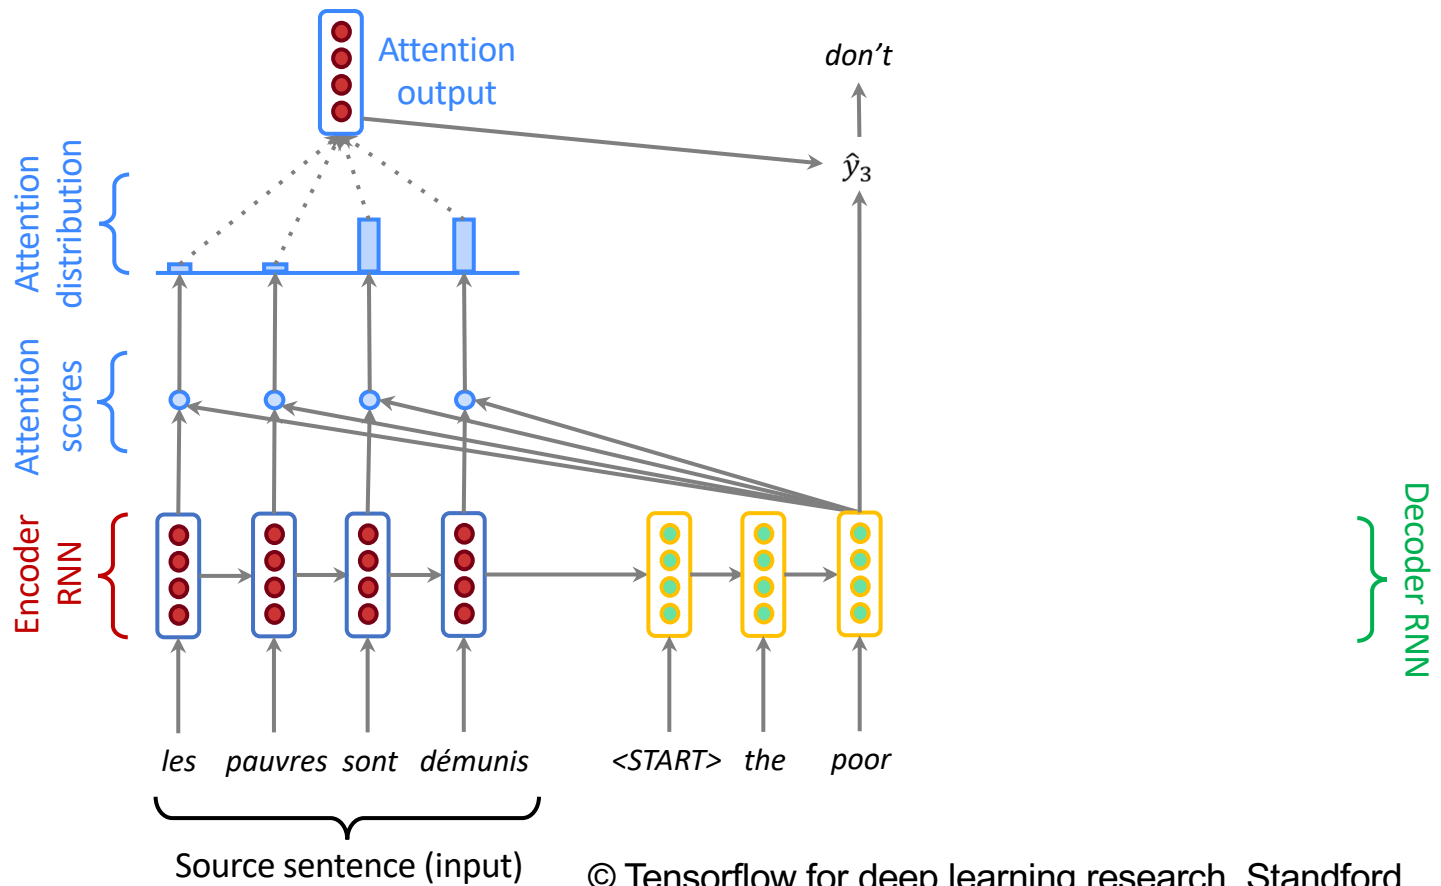 Attention
output
don't
ŷ3
Attention
distribution
Attention
scores
Encoder
RNN
Decoder RNN
les pauvres sont démunis <START> the poor
Source sentence (input)
© Tensorflow for deep learning research. Standford